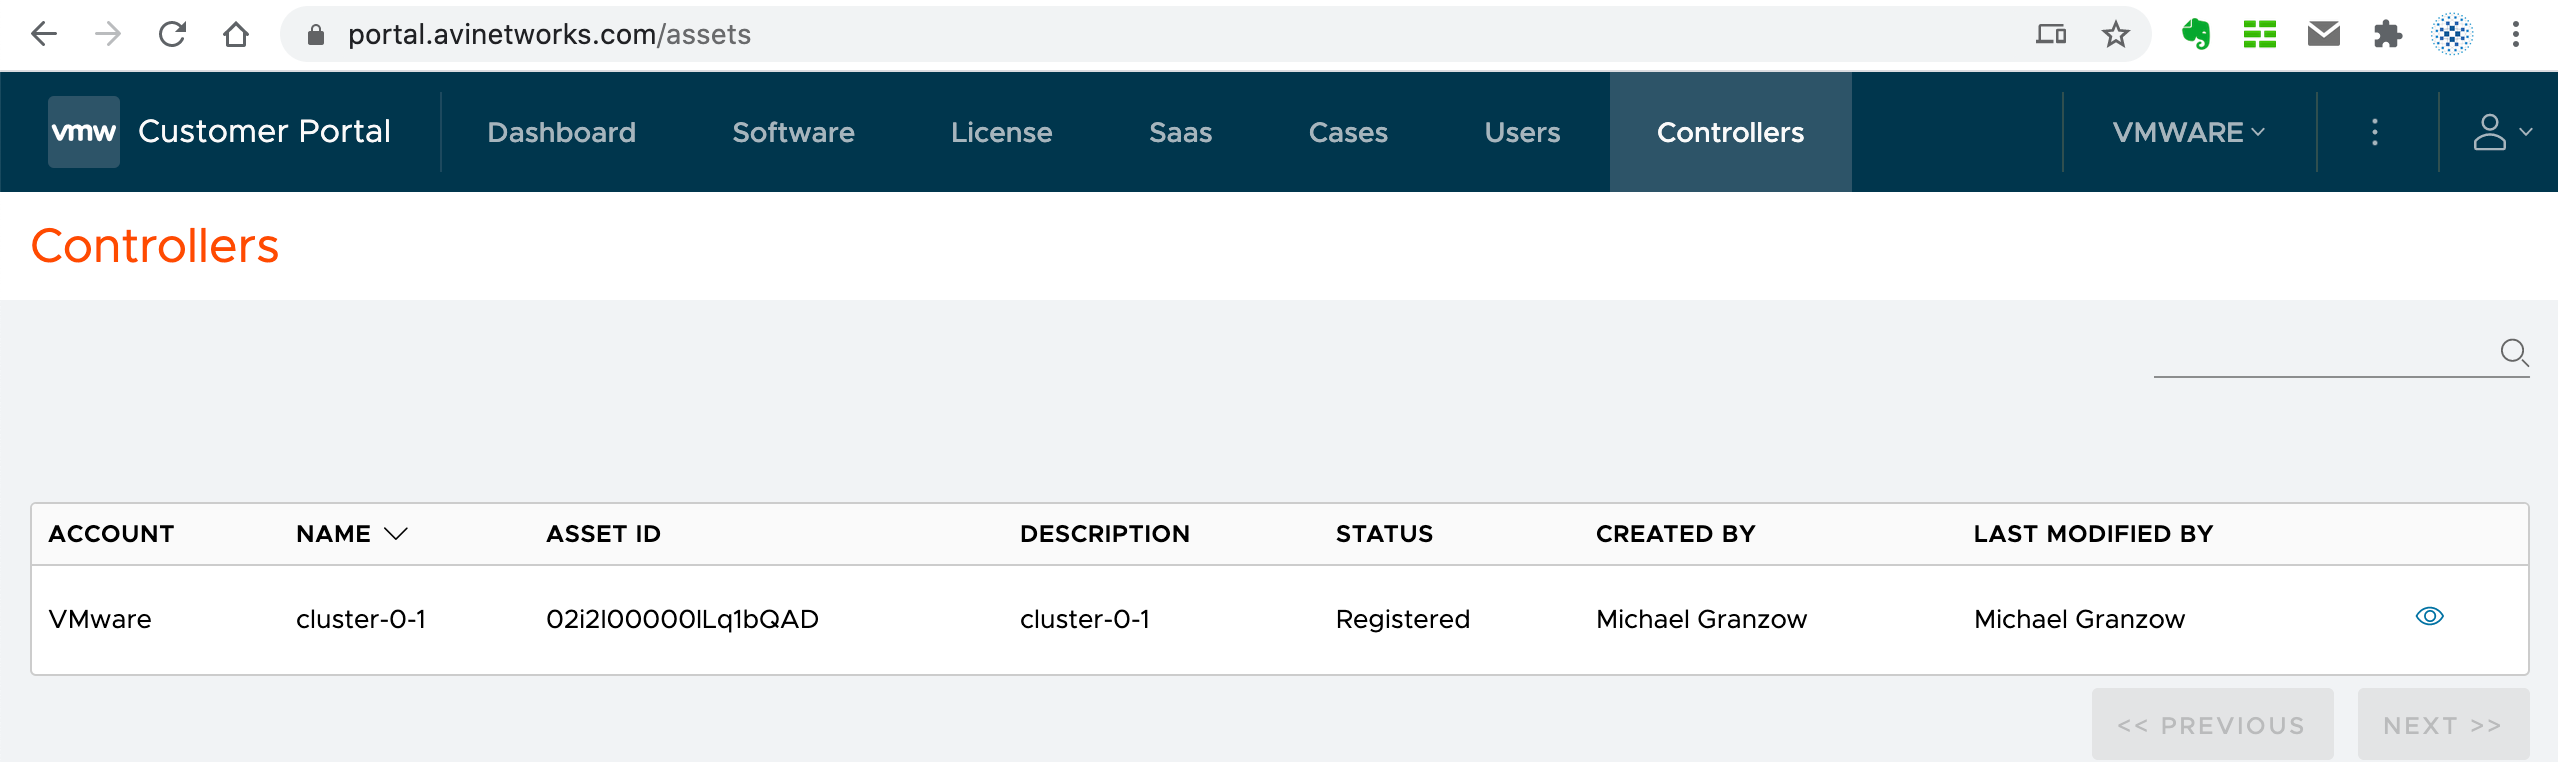 portal.avinetworks.com/assets
vmw Customer Portal Dashboard Software License Saas Cases Users Controllers VMWARE
Controllers
ACCOUNT NAME ASSET ID DESCRIPTION STATUS CREATED BY LAST MODIFIED BY
VMware cluster-0-1 02i2I00000ILq1bQAD cluster-0-1 Registered Michael Granzow Michael Granzow
<< PREVIOUS NEXT >>